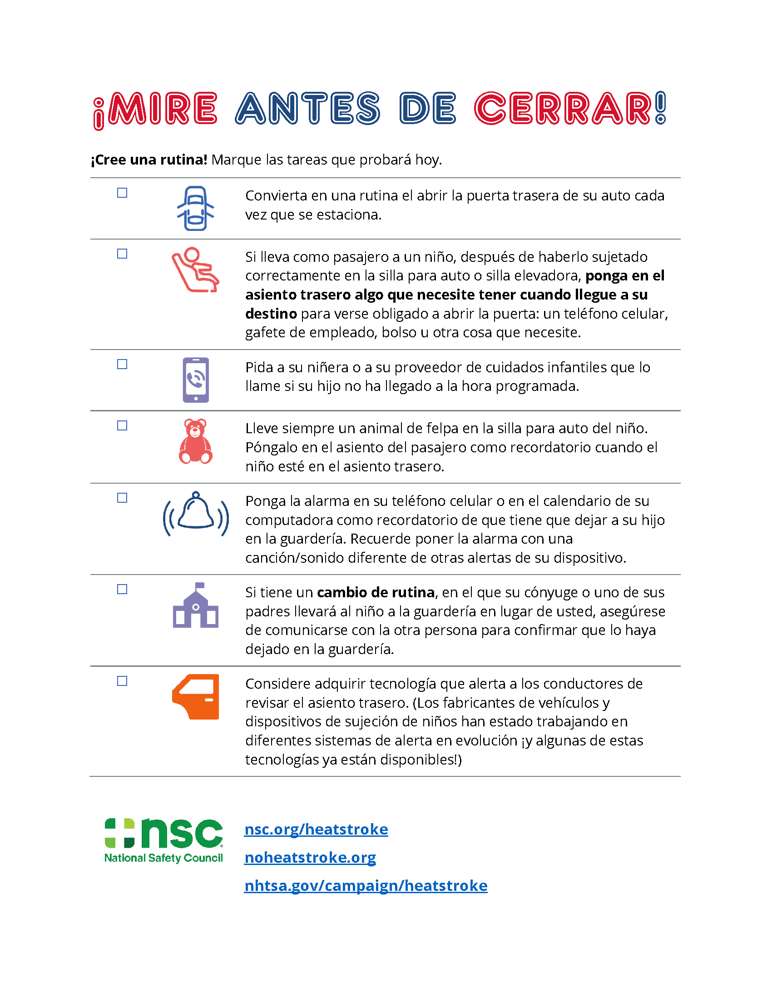 ¡MIRE ANTES DE CERRAR!
¡Cree una rutina! Marque las tareas que probará hoy.
Convierta en una rutina el abrir la puerta trasera de su auto cada
vez que se estaciona.
Si lleva como pasajero a un niño, después de haberlo sujetado
correctamente en la silla para auto o silla elevadora, ponga en el
asiento trasero algo que necesite tener cuando llegue a su
destino para verse obligado a abrir la puerta: un teléfono celular,
gafete de empleado, bolso u otra cosa que necesite.
Pida a su niñera o a su proveedor de cuidados infantiles que lo
llame si su hijo no ha llegado a la hora programada.
Lleve siempre un animal de felpa en la silla para auto del niño.
Póngalo en el asiento del pasajero como recordatorio cuando el
niño esté en el asiento trasero.
Ponga la alarma en su teléfono celular o en el calendario de su
computadora como recordatorio de que tiene que dejar a su hijo
en la guardería. Recuerde poner la alarma con una
canción/sonido diferente de otras alertas de su dispositivo.
Si tiene un cambio de rutina, en el que su cónyuge o uno de sus
padres llevará al niño a la guardería en lugar de usted, asegúrese
de comunicarse con la otra persona para confirmar que lo haya
dejado en la guardería.
Considere adquirir tecnología que alerta a los conductores de
revisar el asiento trasero. (Los fabricantes de vehículos y
dispositivos de sujeción de niños han estado trabajando en
diferentes sistemas de alerta en evolución ¡y algunas de estas
tecnologías ya están disponibles!)
nsc
National Safety Council
nsc.org/heatstroke
noheatstroke.org
nhtsa.gov/campaign/heatstroke